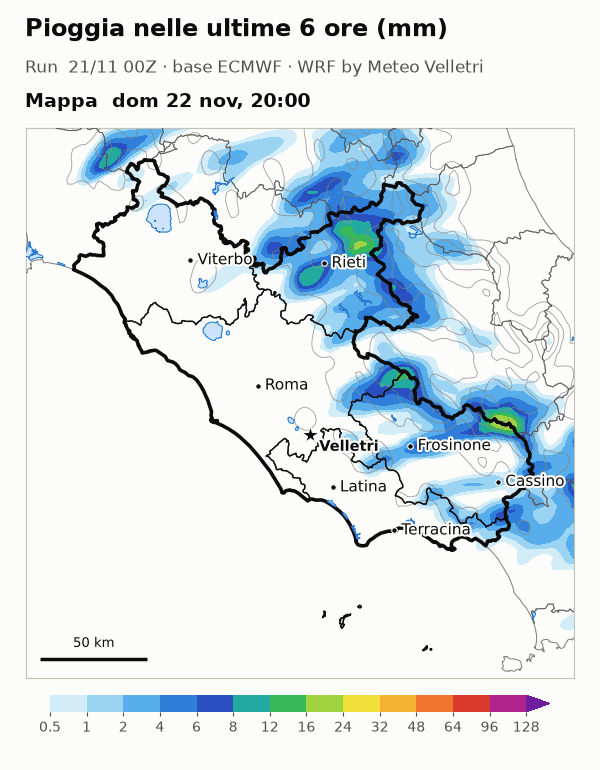 Pioggia nelle ultime 6 ore (mm)
Run  21/11 00Z · base ECMWF · WRF by Meteo Velletri
Mappa  dom 22 nov, 20:00
Viterbo
Rieti
Roma
Velletri
Frosinone
Latina
Cassino
Terracina
50 km
0.5 1 2 4 6 8 12 16 24 32 48 64 96 128